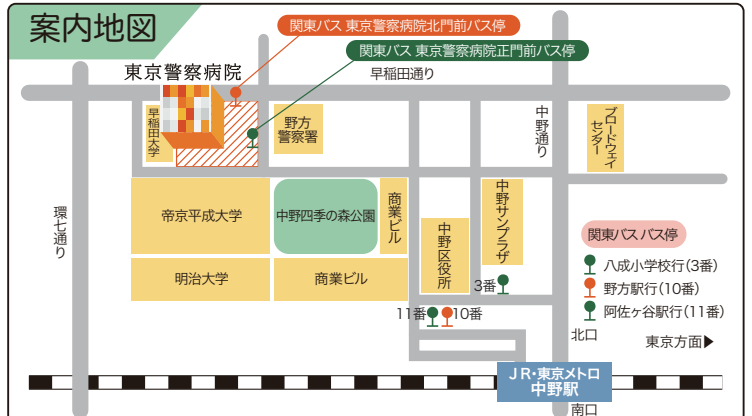 案内地図
関東バス 東京警察病院北門前バス停
関東バス 東京警察病院正門前バス停
東京警察病院
早稲田通り
早稲田大学
野方
警察署
中野通り
ブロードウェイ
センター
環七通り
帝京平成大学
中野四季の森公園
商業ビル
中野サンプラザ
中野区役所
明治大学
商業ビル
3番
11番
10番
関東バス バス停
八成小学校行(3番)
野方駅行(10番)
阿佐ヶ谷駅行(11番)
北口
東京方面▶
JR・東京メトロ
中野駅
南口